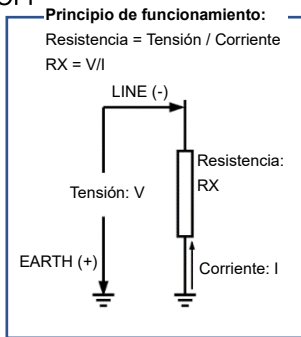 Principio de funcionamiento:
Resistencia = Tensión / Corriente
RX = V/I
LINE (-)
Resistencia:
RX
Tensión: V
EARTH (+)
Corriente: I